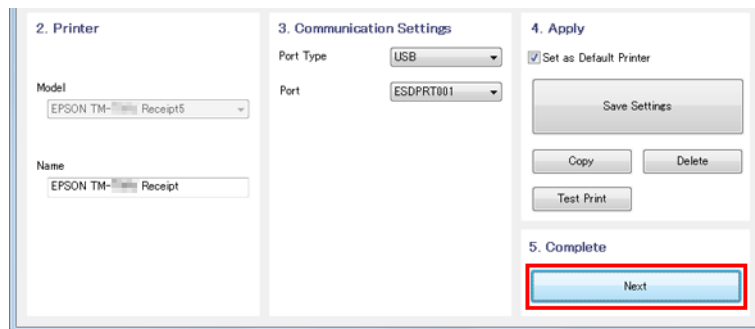 2. Printer
Model
EPSON TM- Receipt5
Name
EPSON TM- Receipt
3. Communication Settings
Port Type
USB
Port
ESDPRT001
4. Apply
Set as Default Printer
Save Settings
Copy
Delete
Test Print
5. Complete
Next